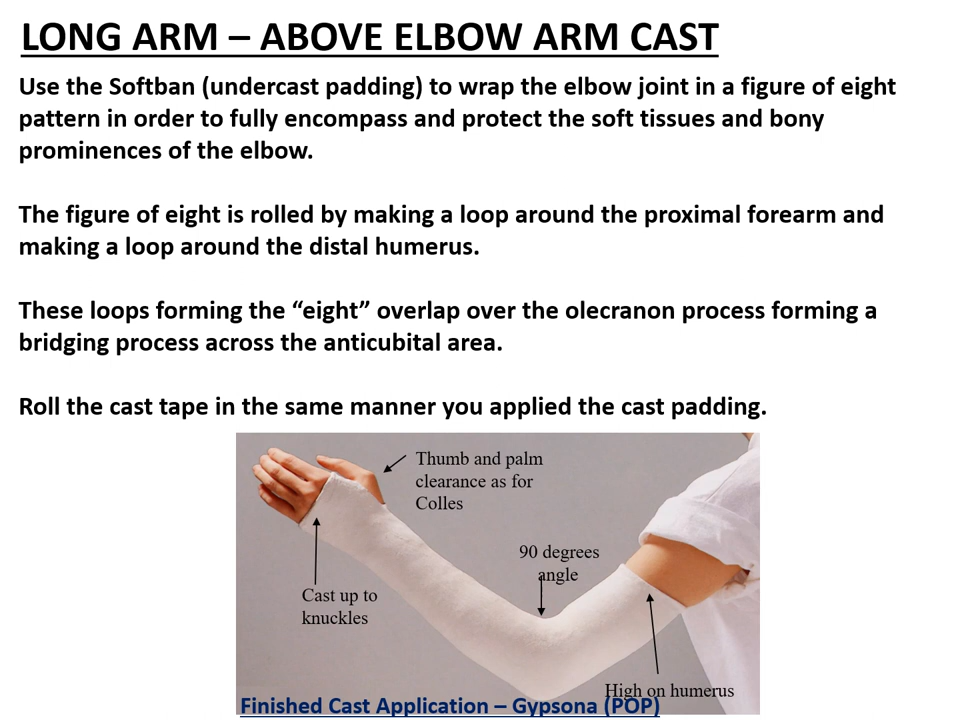 LONG ARM – ABOVE ELBOW ARM CAST
Use the Softban (undercast padding) to wrap the elbow joint in a figure of eight
pattern in order to fully encompass and protect the soft tissues and bony
prominences of the elbow.
The figure of eight is rolled by making a loop around the proximal forearm and
making a loop around the distal humerus.
These loops forming the “eight” overlap over the olecranon process forming a
bridging process across the anticubital area.
Roll the cast tape in the same manner you applied the cast padding.
Thumb and palm
clearance as for
Colles
90 degrees
angle
Cast up to
knuckles
High on humerus
Finished Cast Application – Gypsona (POP)